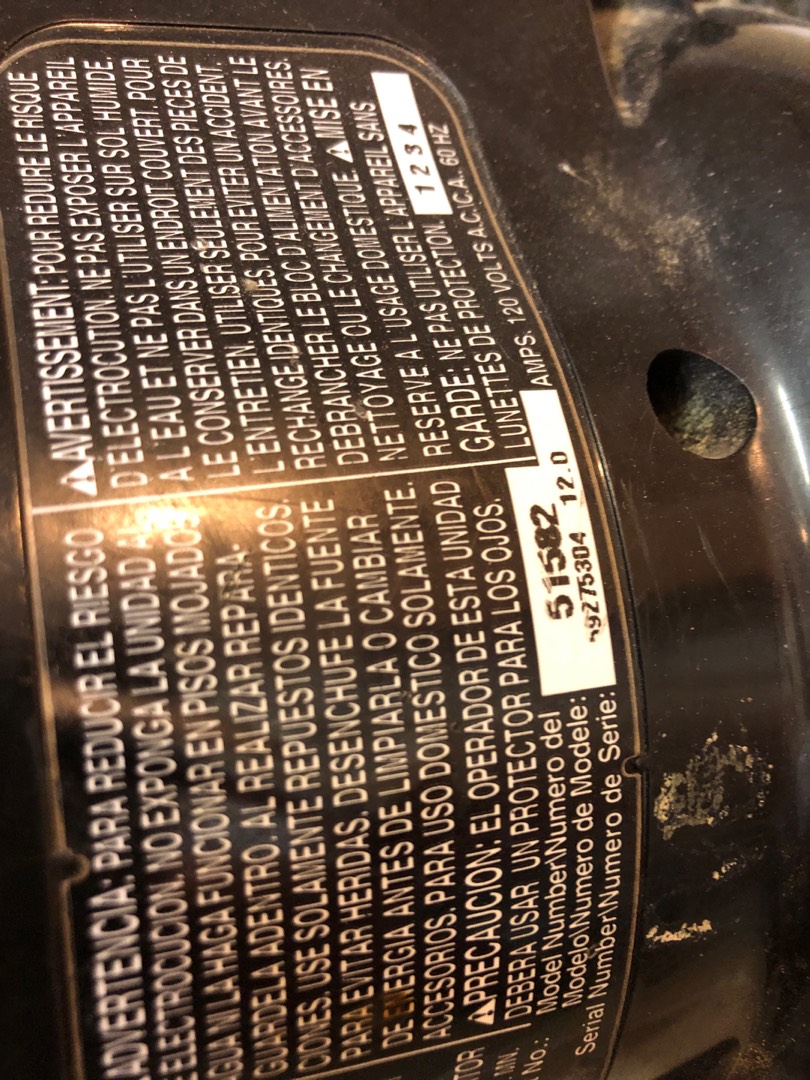 ADVERTENCIA: PARA REDUCIR EL RIESGO
ELECTROCUCION. NO EXPONGA LA UNIDAD AL
AGUA NI LA HAGA FUNCIONAR EN PISOS MOJADOS
GUARDELA ADENTRO. AL REALIZAR REPARA-
CIONES. USE SOLAMENTE REPUESTOS IDENTICOS.
PARA EVITAR HERIDAS. DESENCHUFE LA FUENTE
DE ENERGIA ANTES DE LIMPIARLA O CAMBIAR
ACCESORIOS. PARA USO DOMESTICO SOLAMENTE.
⚠PRECAUCION: EL OPERADOR DE ESTA UNIDAD
DEBERA USAR UN PROTECTOR PARA LOS OJOS.
⚠AVERTISSEMENT: POUR REDUIRE LE RISQUE
D'ELECTROCUTION. NE PAS EXPOSER L'APPAREIL
A L'EAU ET NE PAS L'UTILISER SUR SOL HUMIDE.
LE CONSERVER DANS UN ENDROIT COUVERT. POUR
L'ENTRETIEN. UTILISER SEULEMENT DES PIECES DE
RECHANGE IDENTIQUES. POUR EVITER UN ACCIDENT.
DEBRANCHER LE BLOC D'ALIMENTATION AVANT LE
NETTOYAGE OU LE CHANGEMENT D'ACCESSOIRES.
RESERVE A L'USAGE DOMESTIQUE. ⚠ MISE EN
GARDE: NE PAS UTILISER L'APPAREIL SANS
LUNETTES DE PROTECTION.
1234
TOR
MN.
No.:
Model Number\Numero del
Modelo\Numero de Modele:
51582
Serial Number\Numero de Serie:
9275304 12.0
AMPS. 120 VOLTS A.C./C.A. 60 HZ